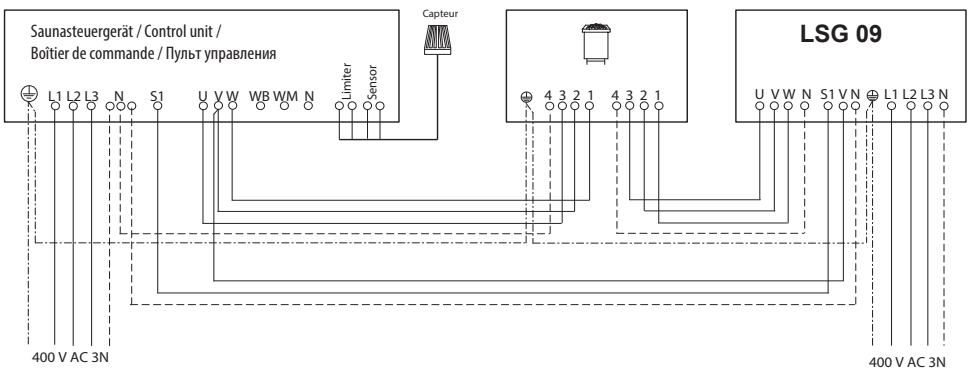 Capteur
Saunasteuergerät / Control unit /
Boîtier de commande / Пульт управления
LSG 09
Limiter
Sensor
L1 L2 L3 N S1 U V W WB WM N
4 3 2 1 4 3 2 1
U V W N S1 V N L1 L2 L3 N
400 V AC 3N
400 V AC 3N